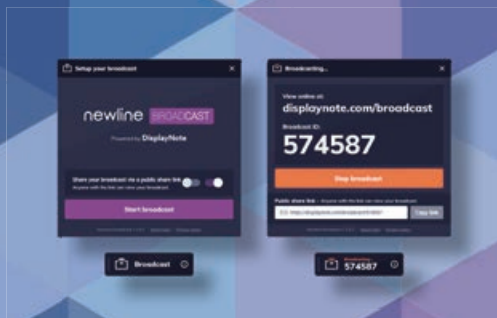 Setup your broadcast
newline BROADCAST
Powered by DisplayNote
Share your broadcast via a public share link
Anyone with the link can view your broadcast
Start broadcast
Broadcast
Broadcasting...
View online at:
displaynote.com/broadcast
Broadcast ID:
574587
Stop broadcast
Public share link - Anyone with the link can view your broadcast
Copy link
Broadcasting...
574587